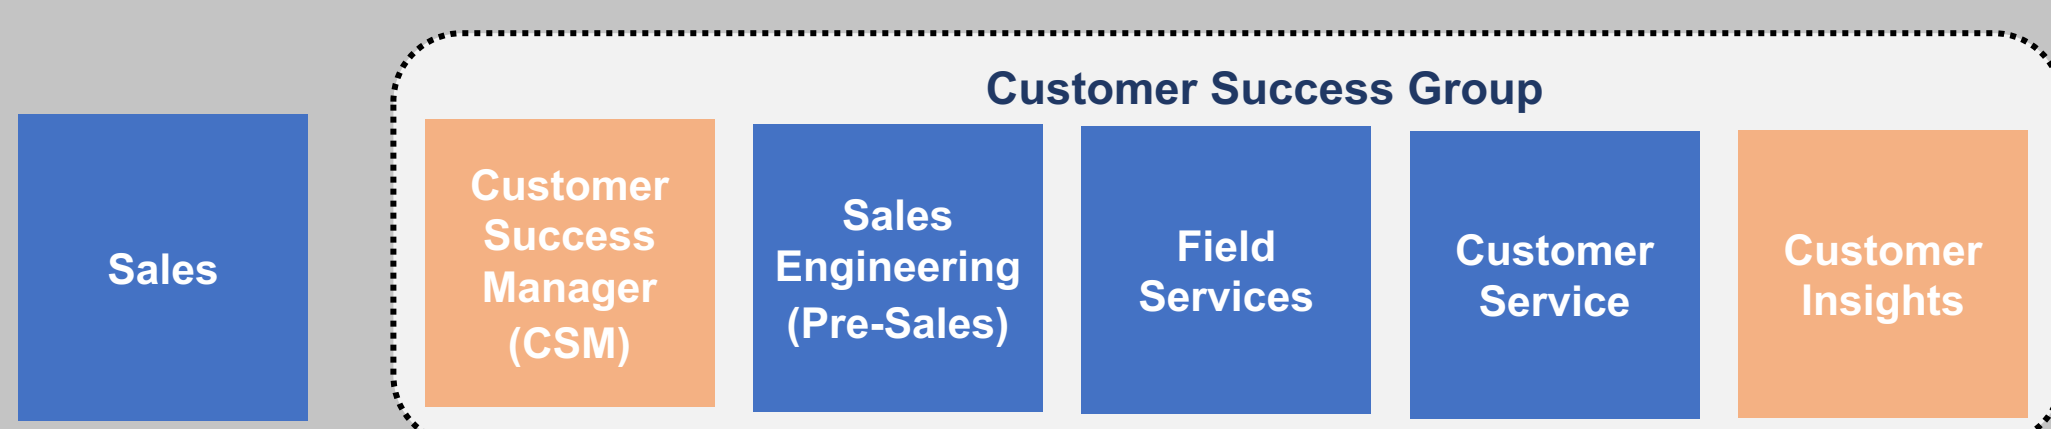 Customer Success Group
Sales
Customer
Success
Manager
(CSM)
Sales
Engineering
(Pre-Sales)
Field
Services
Customer
Service
Customer
Insights